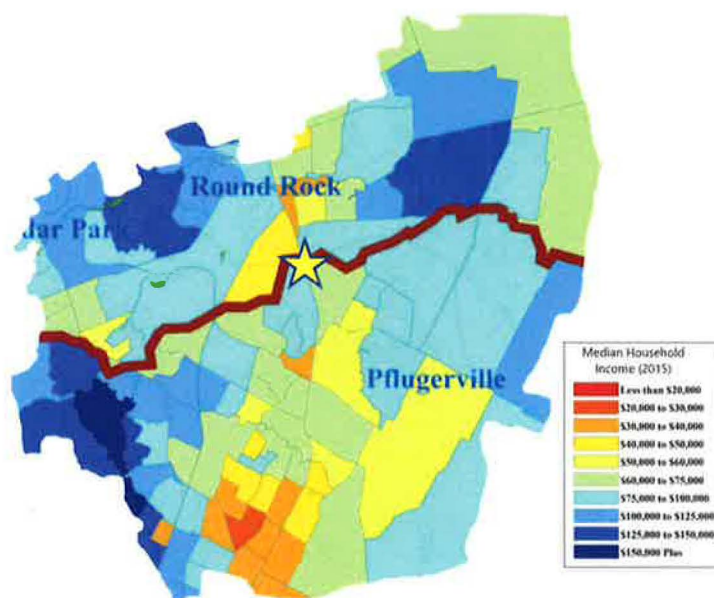 Round Rock
dar Park
Pflugerville
Median Household
Income (2015)
Less than $20,000
$20,000 to $30,000
$30,000 to $40,000
$40,000 to $50,000
$50,000 to $60,000
$60,000 to $75,000
$75,000 to $100,000
$100,000 to $125,000
$125,000 to $150,000
$150,000 Plus